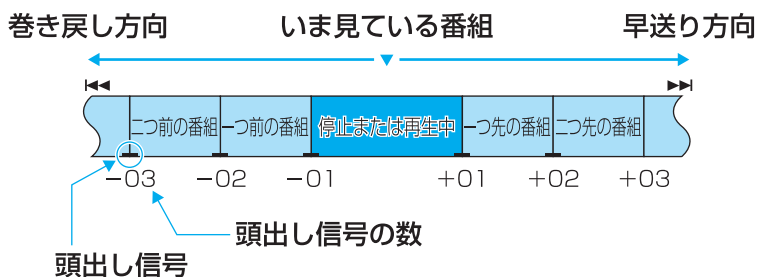 巻き戻し方向 いま見ている番組 早送り方向
二つ前の番組 一つ前の番組 停止または再生中 一つ先の番組 二つ先の番組
−03 −02 −01 +01 +02 +03
頭出し信号の数
頭出し信号